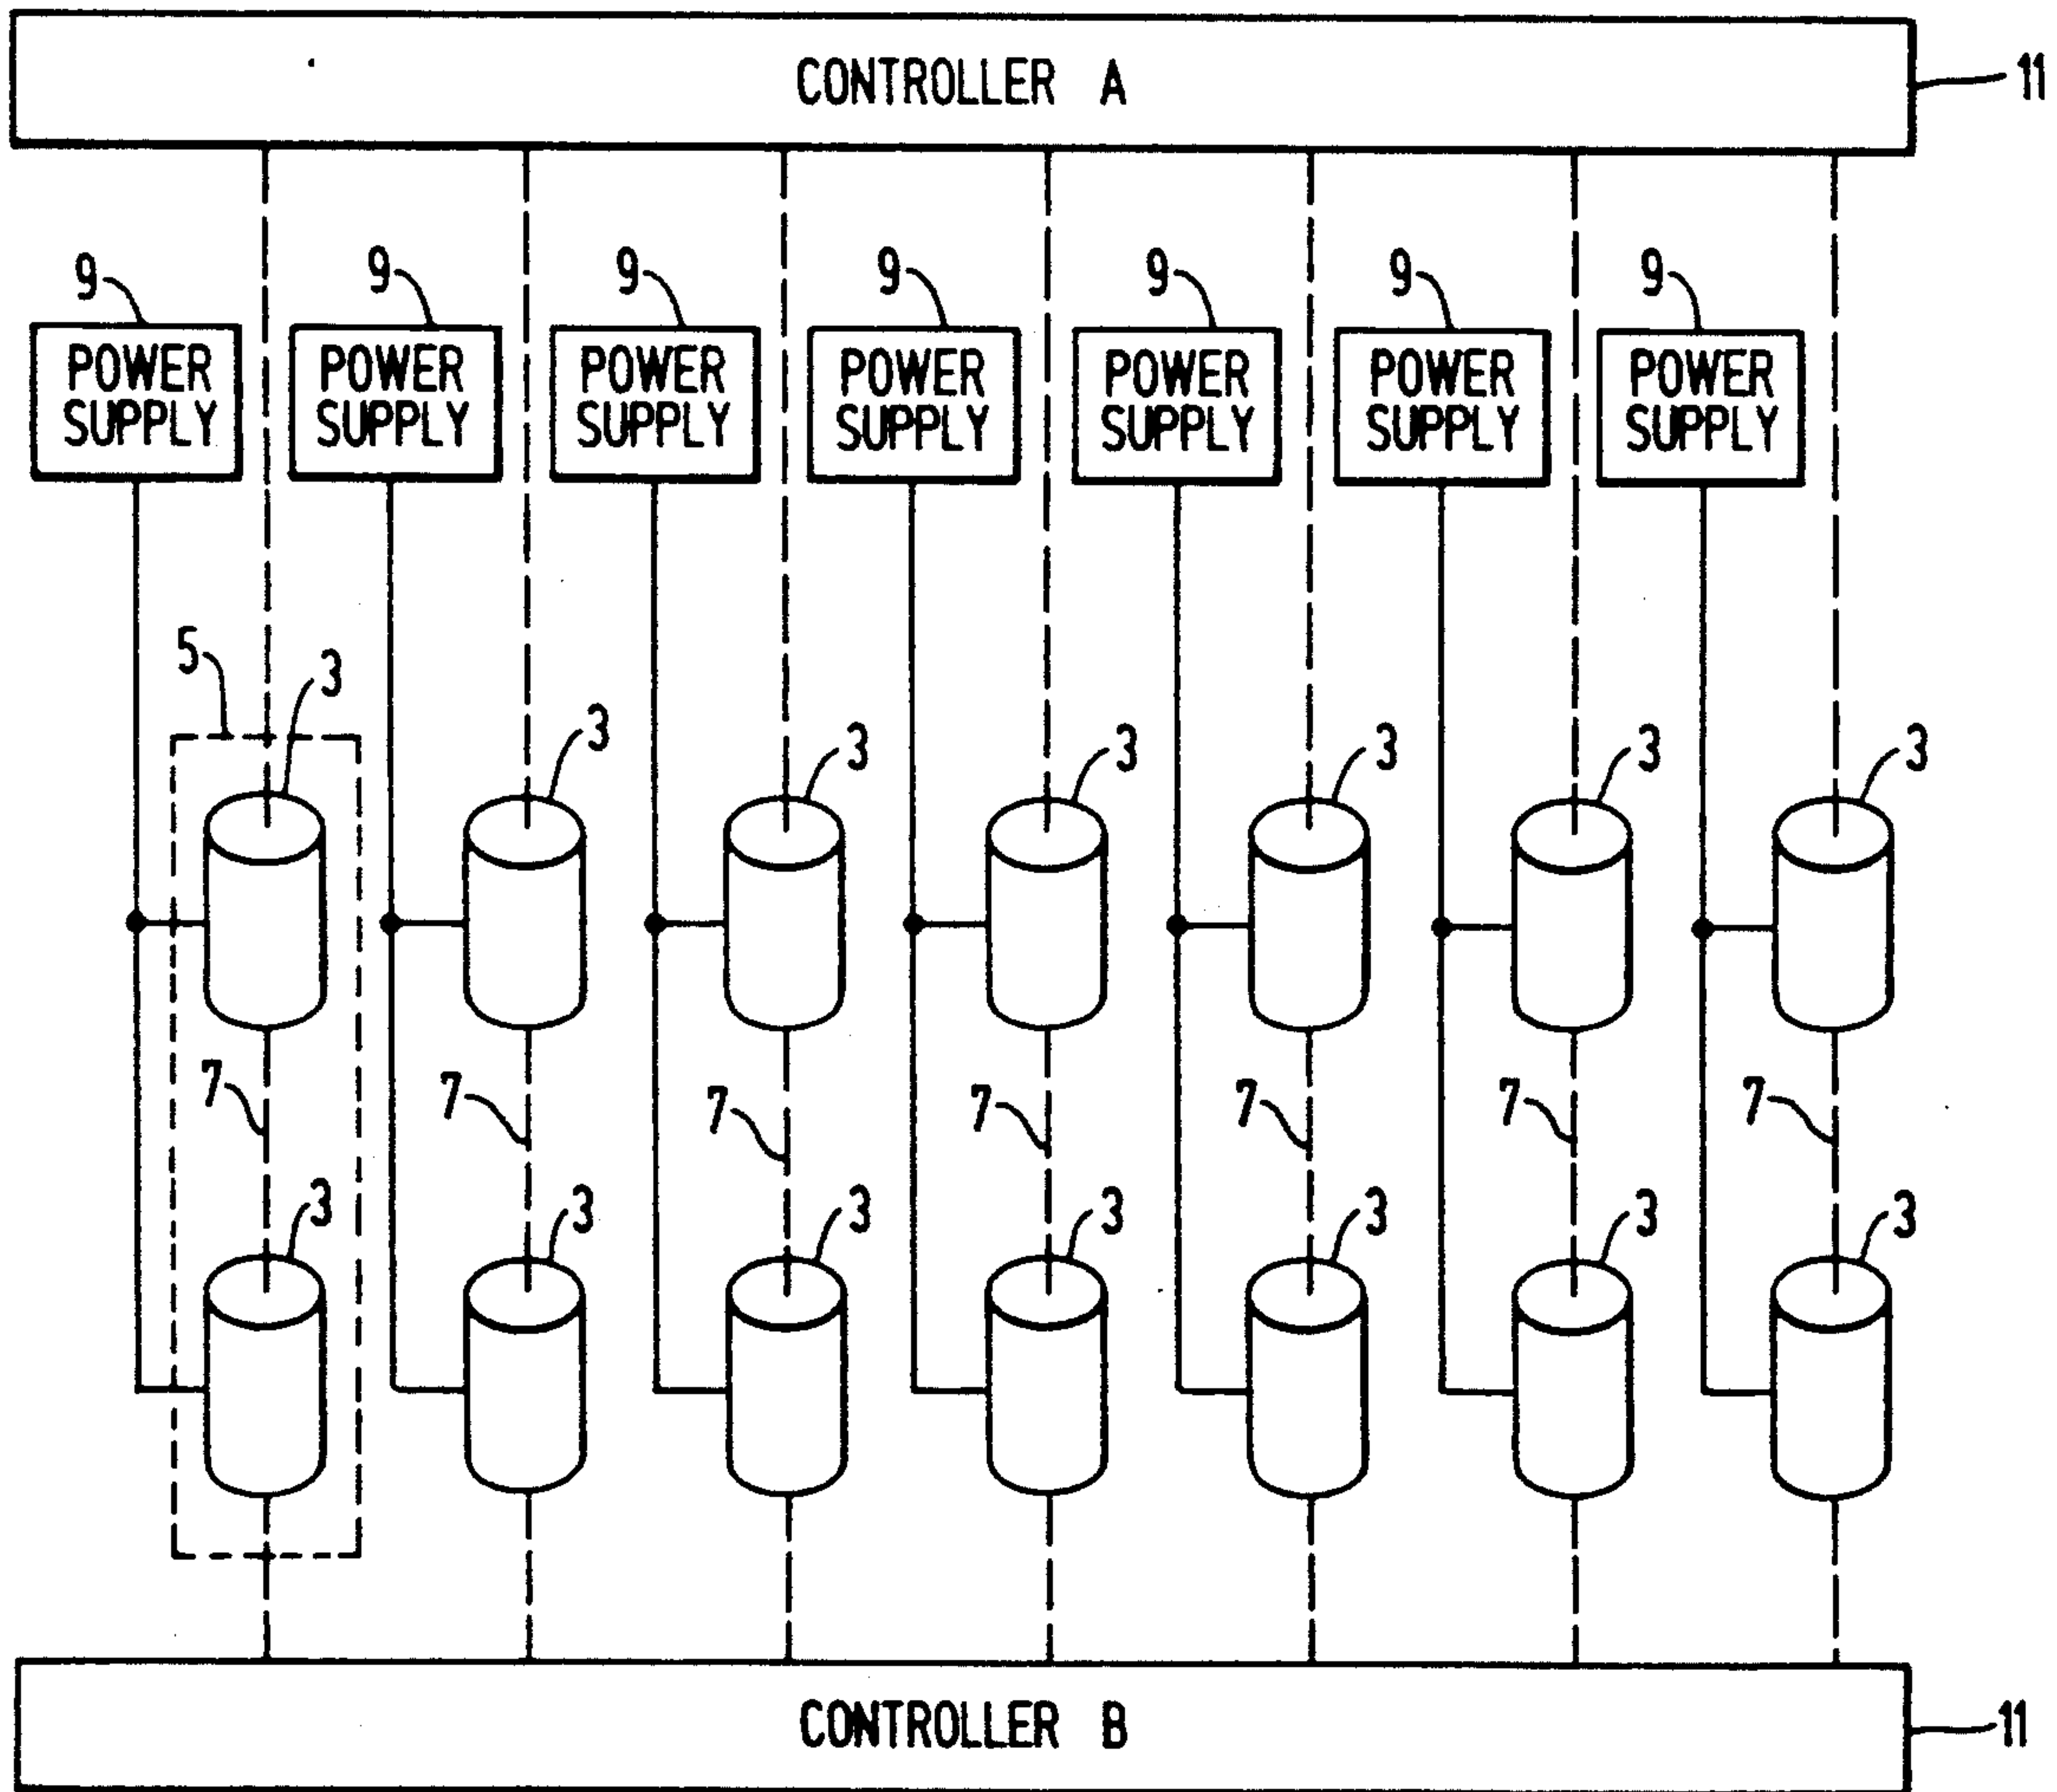 CONTROLLER A
11
9 9 9 9 9 9 9
POWER SUPPLY POWER SUPPLY POWER SUPPLY POWER SUPPLY POWER SUPPLY POWER SUPPLY POWER SUPPLY
5
3 3 3 3 3 3 3
7 7 7 7 7 7 7
3 3 3 3 3 3 3
CONTROLLER B
11